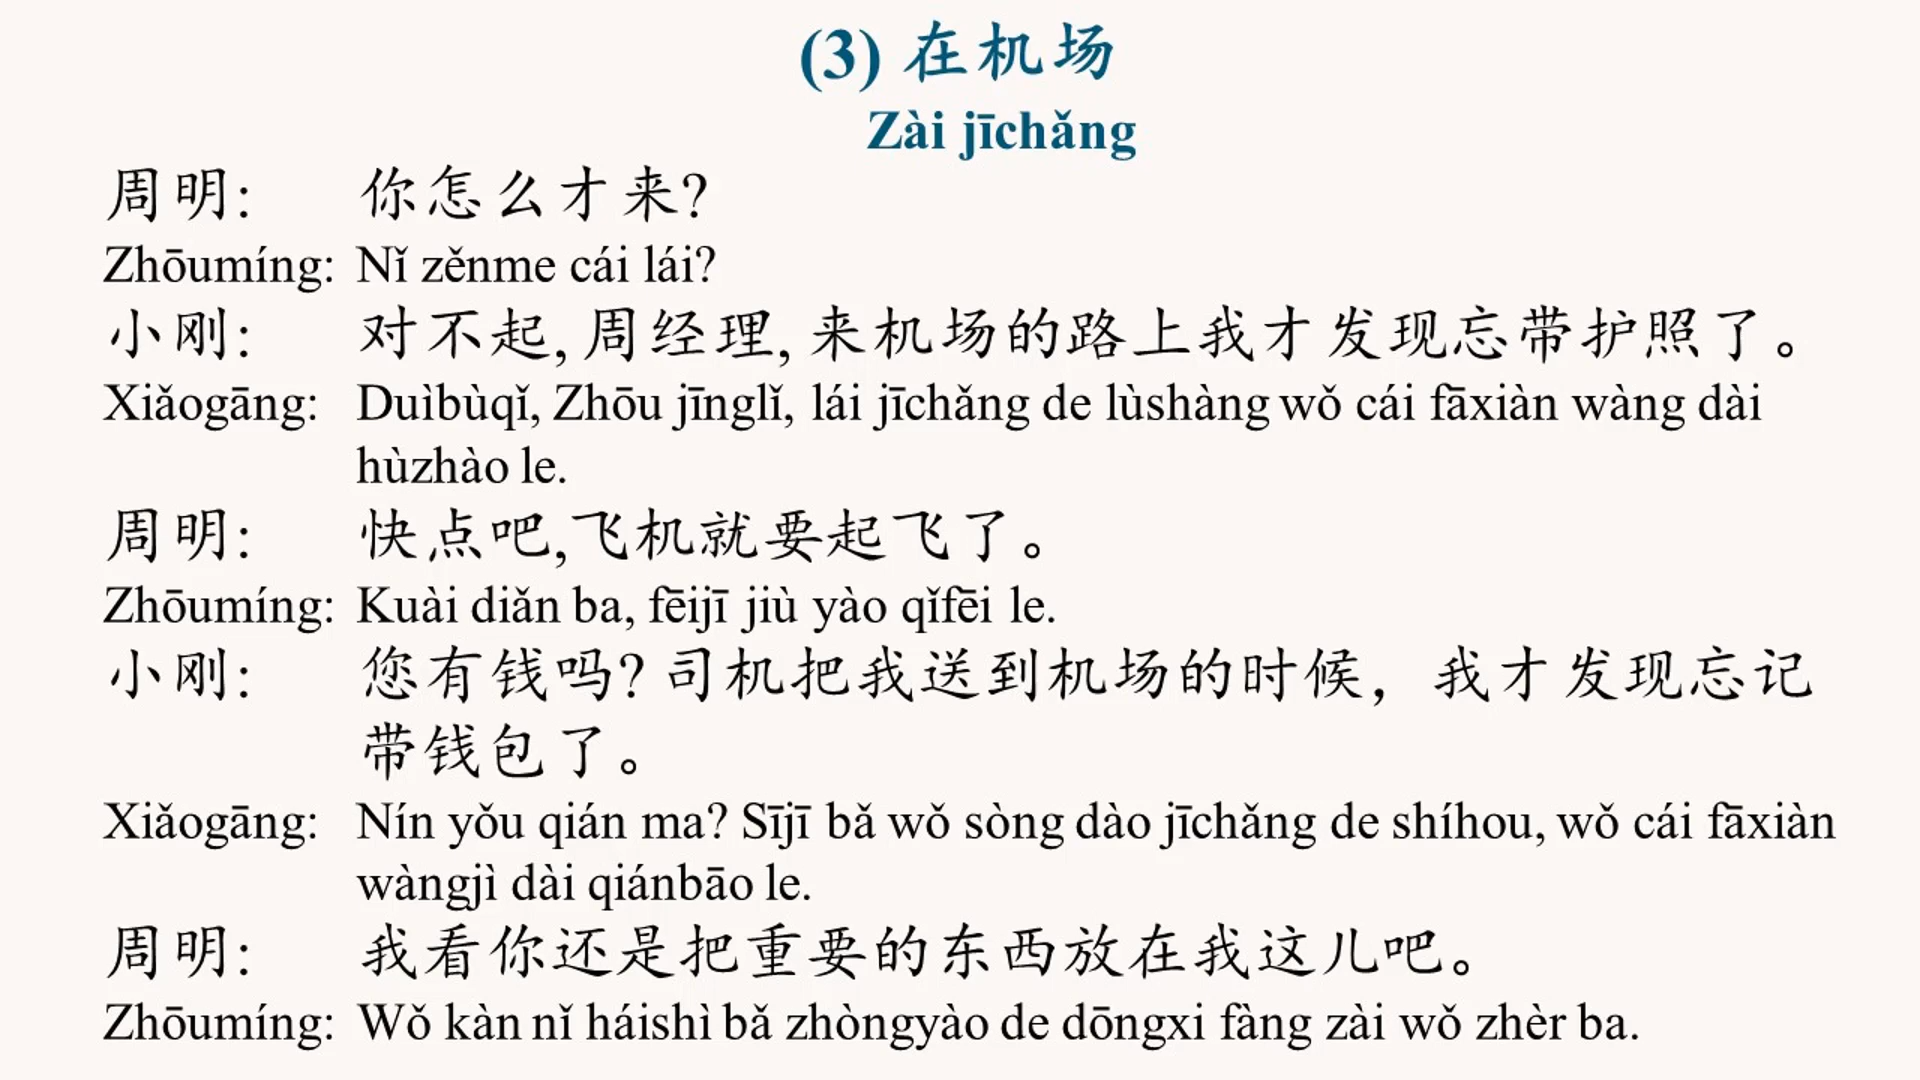 (3) 在机场
Zài jīchǎng
周明: 你怎么才来?
Zhōumíng: Nǐ zěnme cái lái?
小刚: 对不起, 周经理, 来机场的路上我才发现忘带护照了。
Xiǎogāng: Duìbùqǐ, Zhōu jīnglǐ, lái jīchǎng de lùshàng wǒ cái fāxiàn wàng dài
hùzhào le.
周明: 快点吧,飞机就要起飞了。
Zhōumíng: Kuài diǎn ba, fēijī jiù yào qǐfēi le.
小刚: 您有钱吗? 司机把我送到机场的时候，我才发现忘记
带钱包了。
Xiǎogāng: Nín yǒu qián ma? Sījī bǎ wǒ sòng dào jīchǎng de shíhou, wǒ cái fāxiàn
wàngjì dài qiánbāo le.
周明: 我看你还是把重要的东西放在我这儿吧。
Zhōumíng: Wǒ kàn nǐ háishì bǎ zhòngyào de dōngxi fàng zài wǒ zhèr ba.